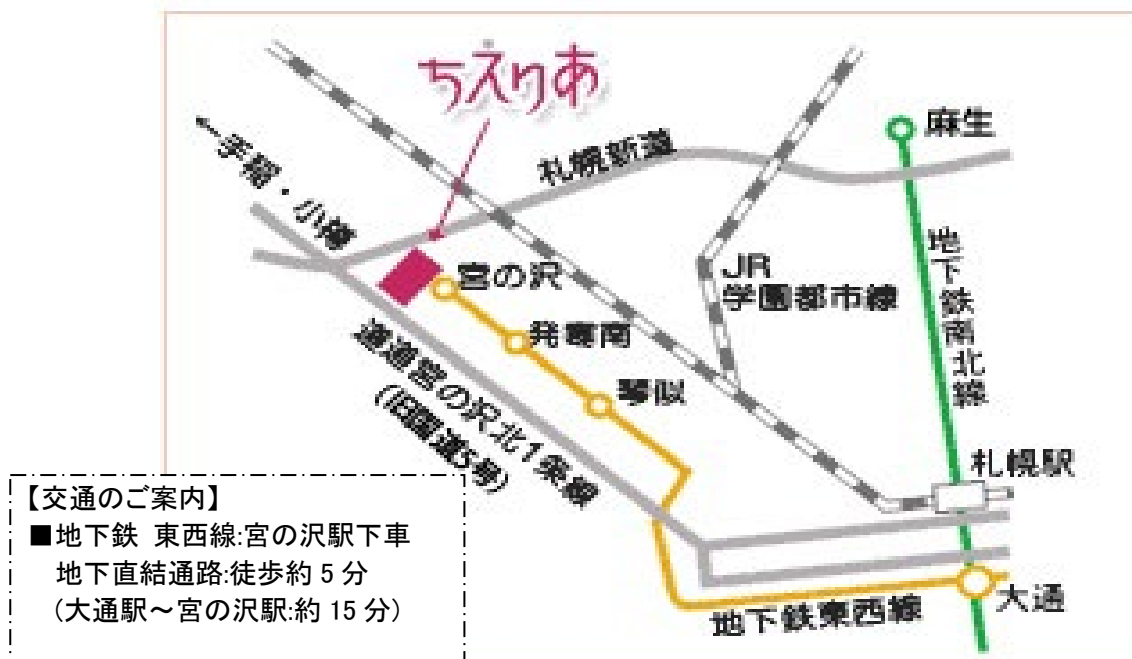 ちえりあ
麻生
札幌新道
←手稲・小樽
地下鉄南北線
JR
学園都市線
宮の沢
発寒南
琴似
道道宮の沢北1条線
(旧国道5号)
札幌駅
大通
地下鉄東西線
【交通のご案内】
■地下鉄 東西線:宮の沢駅下車
地下直結通路:徒歩約 5 分
(大通駅～宮の沢駅:約 15 分)